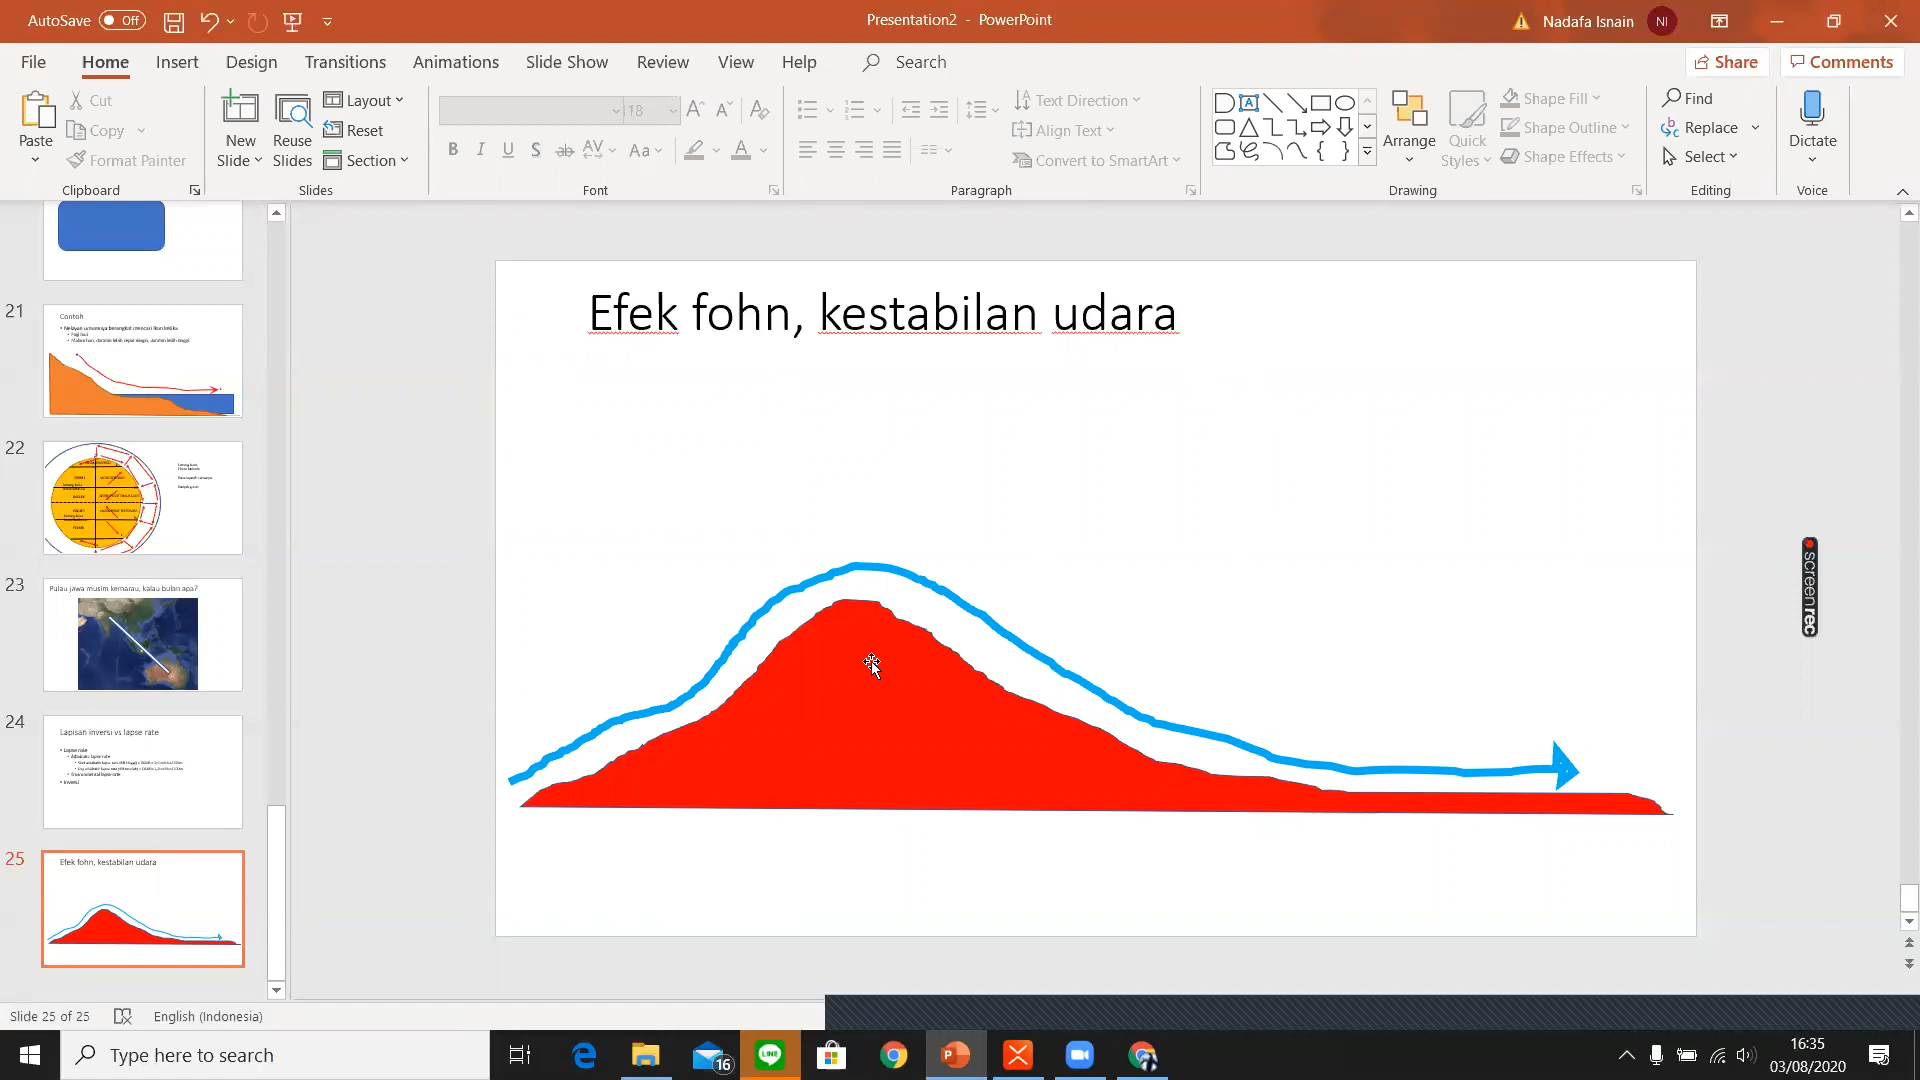 AutoSave Off
Presentation2 - PowerPoint
Nadafa Isnain NI
File Home Insert Design Transitions Animations Slide Show Review View Help Search
Share Comments
Paste
Cut
Copy
Format Painter
Clipboard
New Slide
Reuse Slides
Layout
Reset
Section
Slides
18
Font
Text Direction
Align Text
Convert to SmartArt
Paragraph
Arrange
Quick Styles
Shape Fill
Shape Outline
Shape Effects
Drawing
Find
Replace
Select
Editing
Dictate
Voice
21
Contoh
22
23
Pulau jawa musim kemarau, kalau bulan apa?
24
Lapisan inversi vs lapse rate
25
Efek fohn, kestabilan udara
Efek fohn, kestabilan udara
screenrec
Slide 25 of 25
English (Indonesia)
Type here to search
16
LINE
16:35
03/08/2020